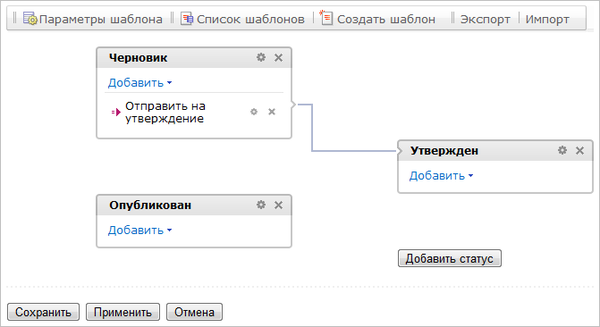 Параметры шаблона Список шаблонов Создать шаблон Экспорт Импорт
Черновик
Добавить
Отправить на
утверждение
Утвержден
Добавить
Опубликован
Добавить
Добавить статус
Сохранить Применить Отмена